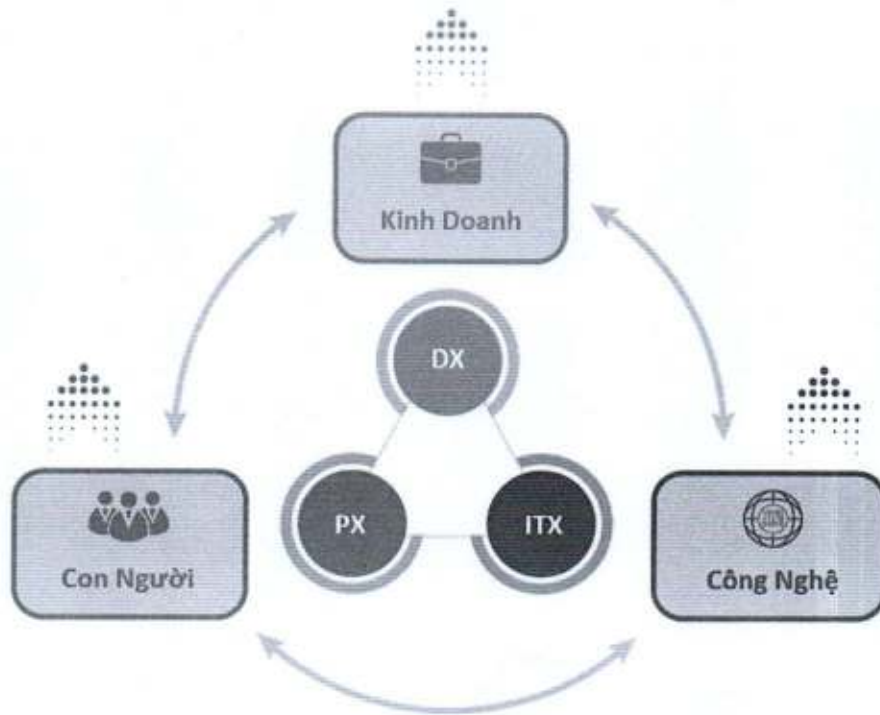 Kinh Doanh
DX
PX
ITX
Con Người
Công Nghệ